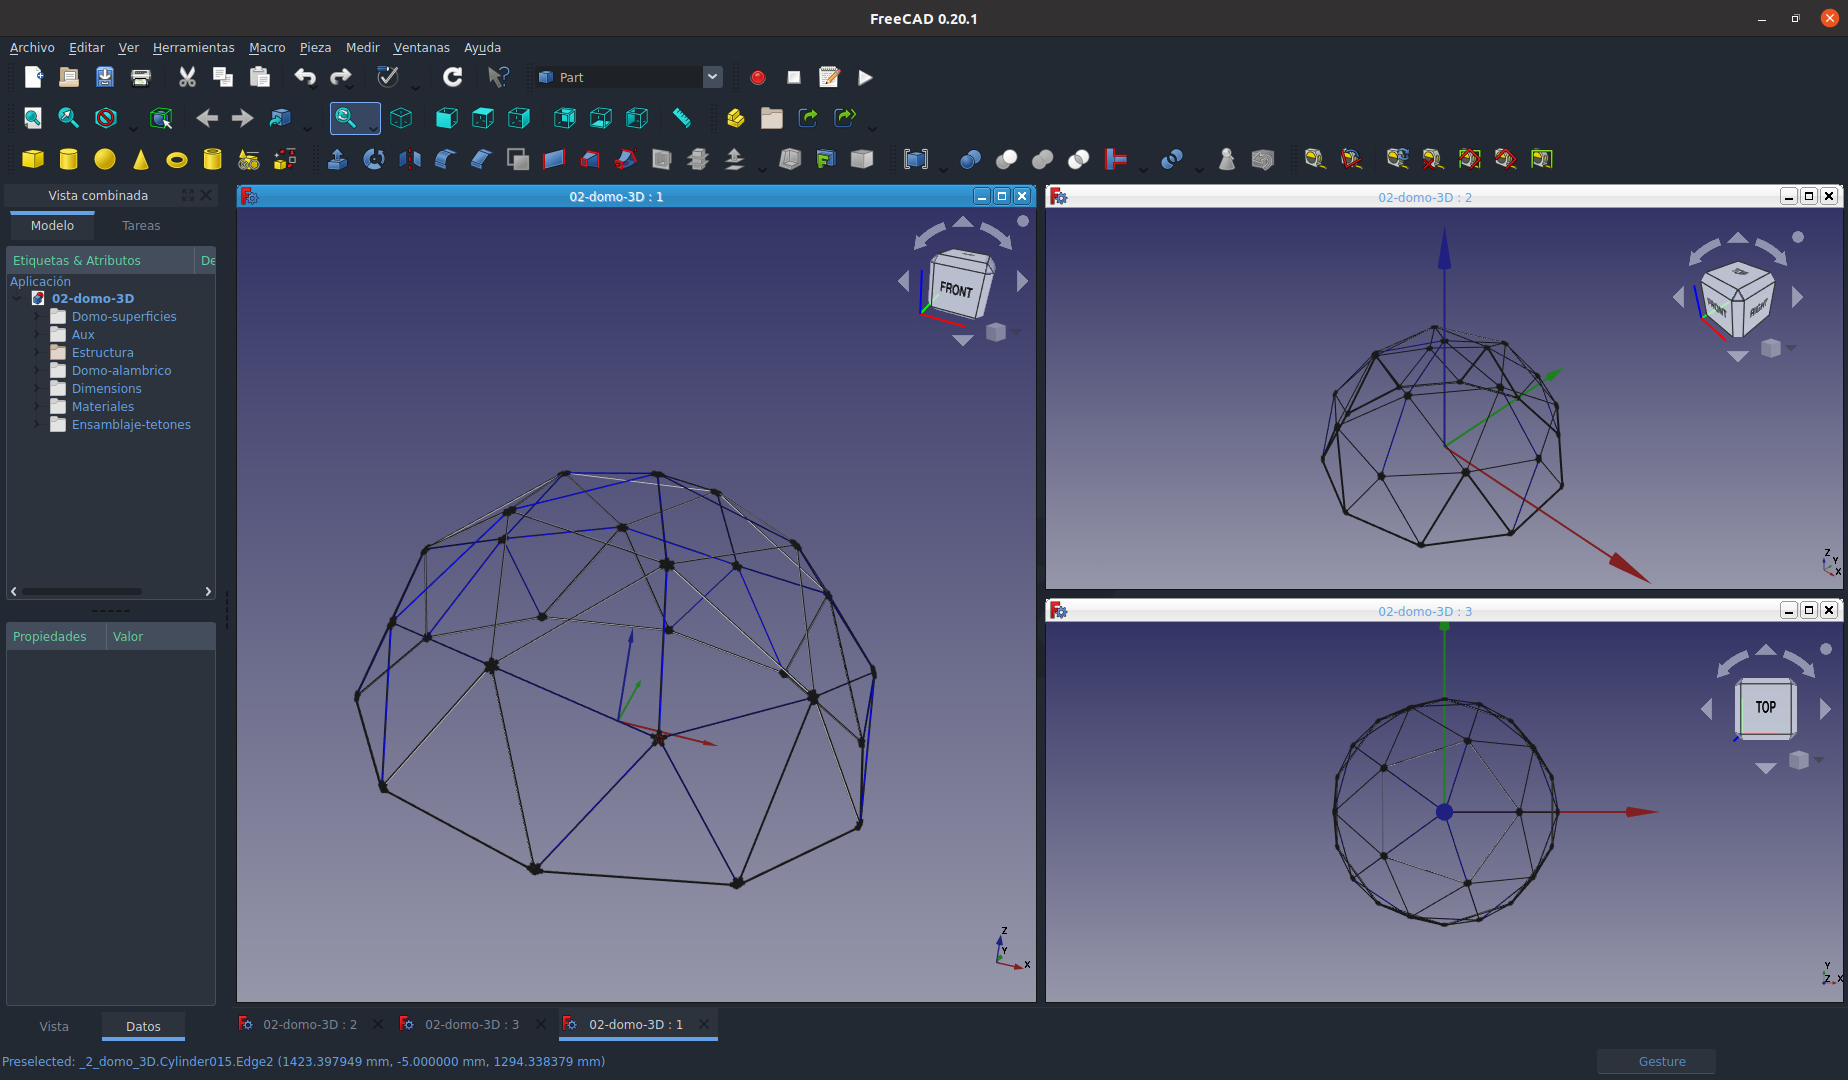 FreeCAD 0.20.1
Archivo Editar Ver Herramientas Macro Pieza Medir Ventanas Ayuda
Part
Vista combinada
Modelo Tareas
Etiquetas & Atributos De
Aplicación
02-domo-3D
Domo-superficies
Aux
Estructura
Domo-alambrico
Dimensions
Materiales
Ensamblaje-tetones
Propiedades Valor
Vista Datos
02-domo-3D : 1
FRONT
Z
Y
X
02-domo-3D : 2
FRONT RIGHT
Z
Y
X
02-domo-3D : 3
TOP
Y
Z X
02-domo-3D : 2 02-domo-3D : 3 02-domo-3D : 1
Preselected: _2_domo_3D.Cylinder015.Edge2 (1423.397949 mm, -5.000000 mm, 1294.338379 mm)
Gesture